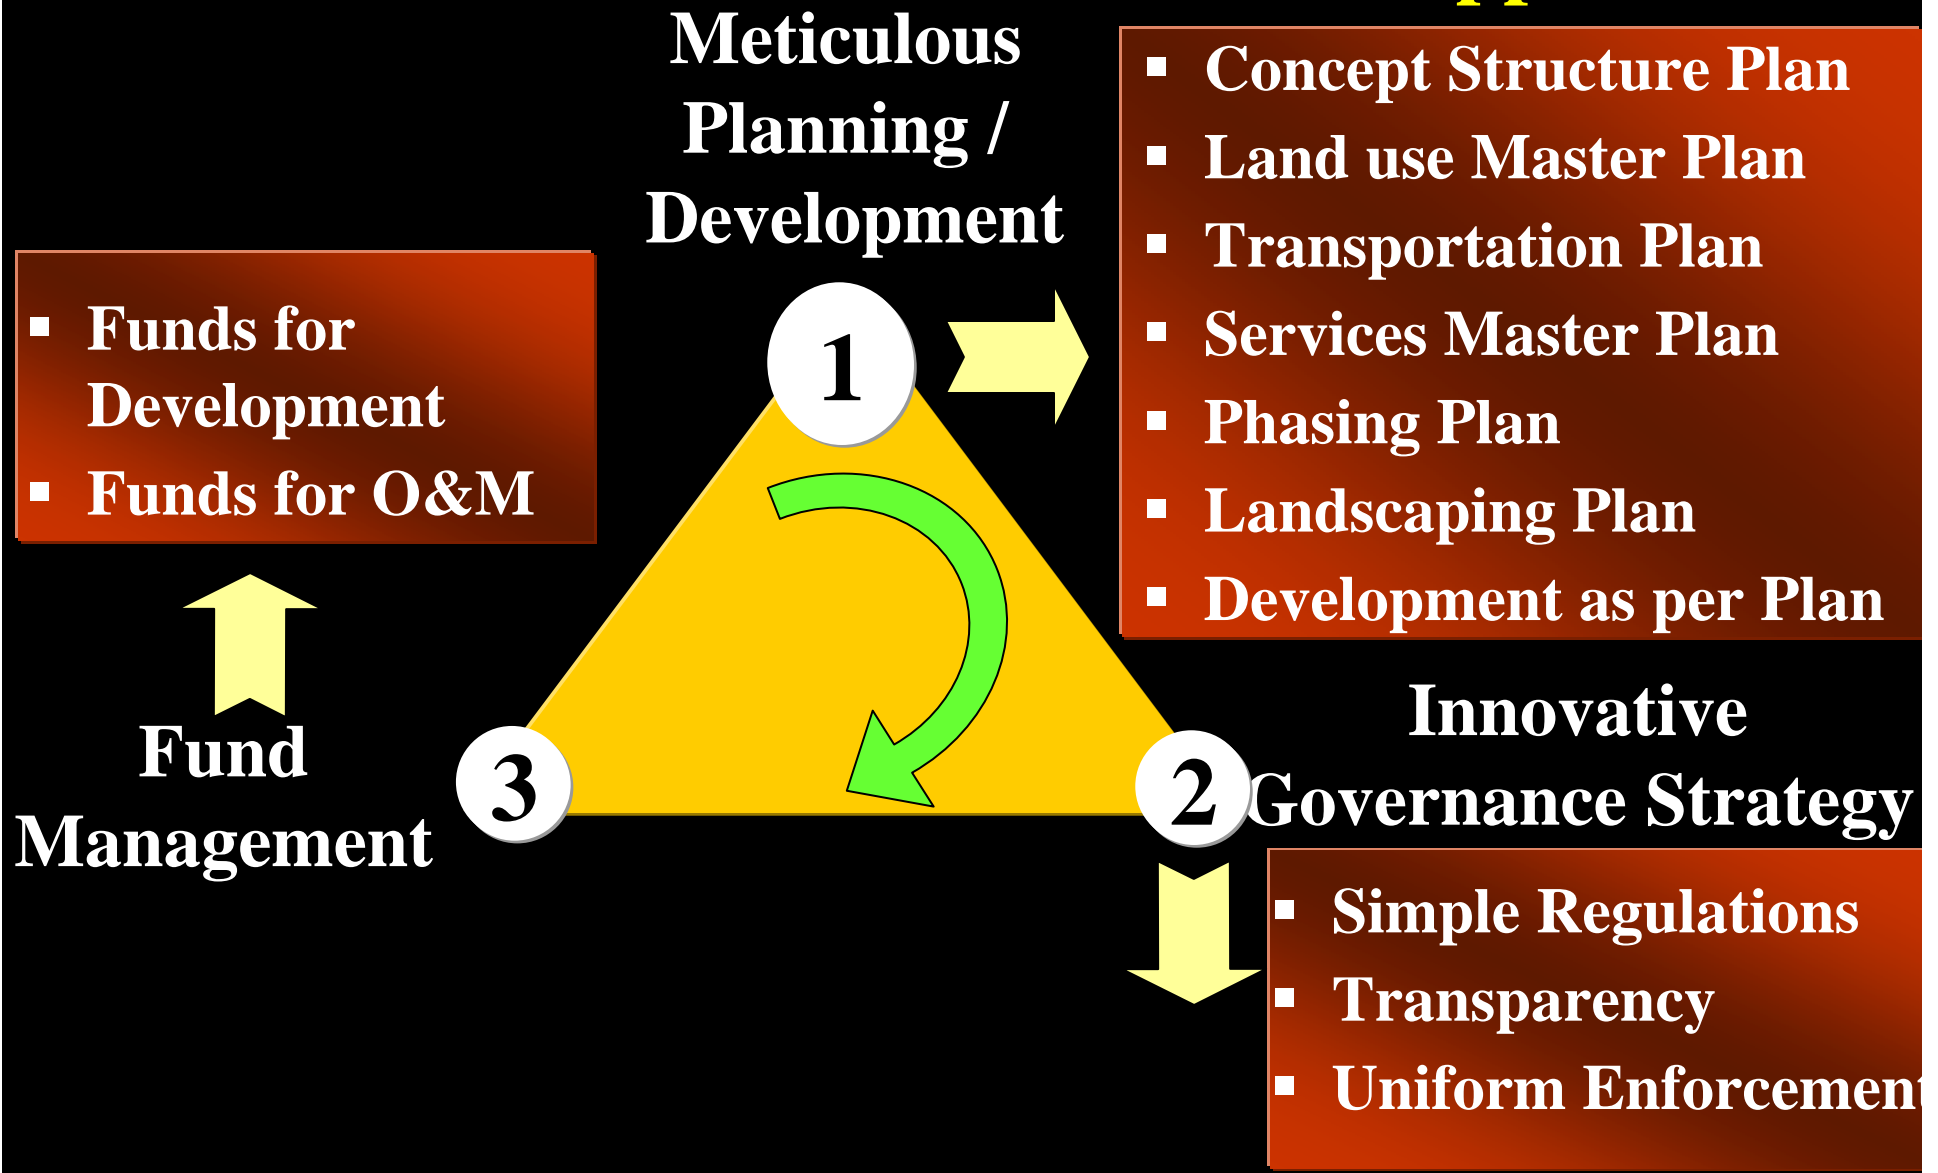 Meticulous
Planning /
Development
▪ Concept Structure Plan
▪ Land use Master Plan
▪ Transportation Plan
▪ Services Master Plan
▪ Phasing Plan
▪ Landscaping Plan
▪ Development as per Plan
▪ Funds for
Development
▪ Funds for O&M
1
Fund
Management
3
2
Innovative
Governance Strategy
▪ Simple Regulations
▪ Transparency
▪ Uniform Enforcement